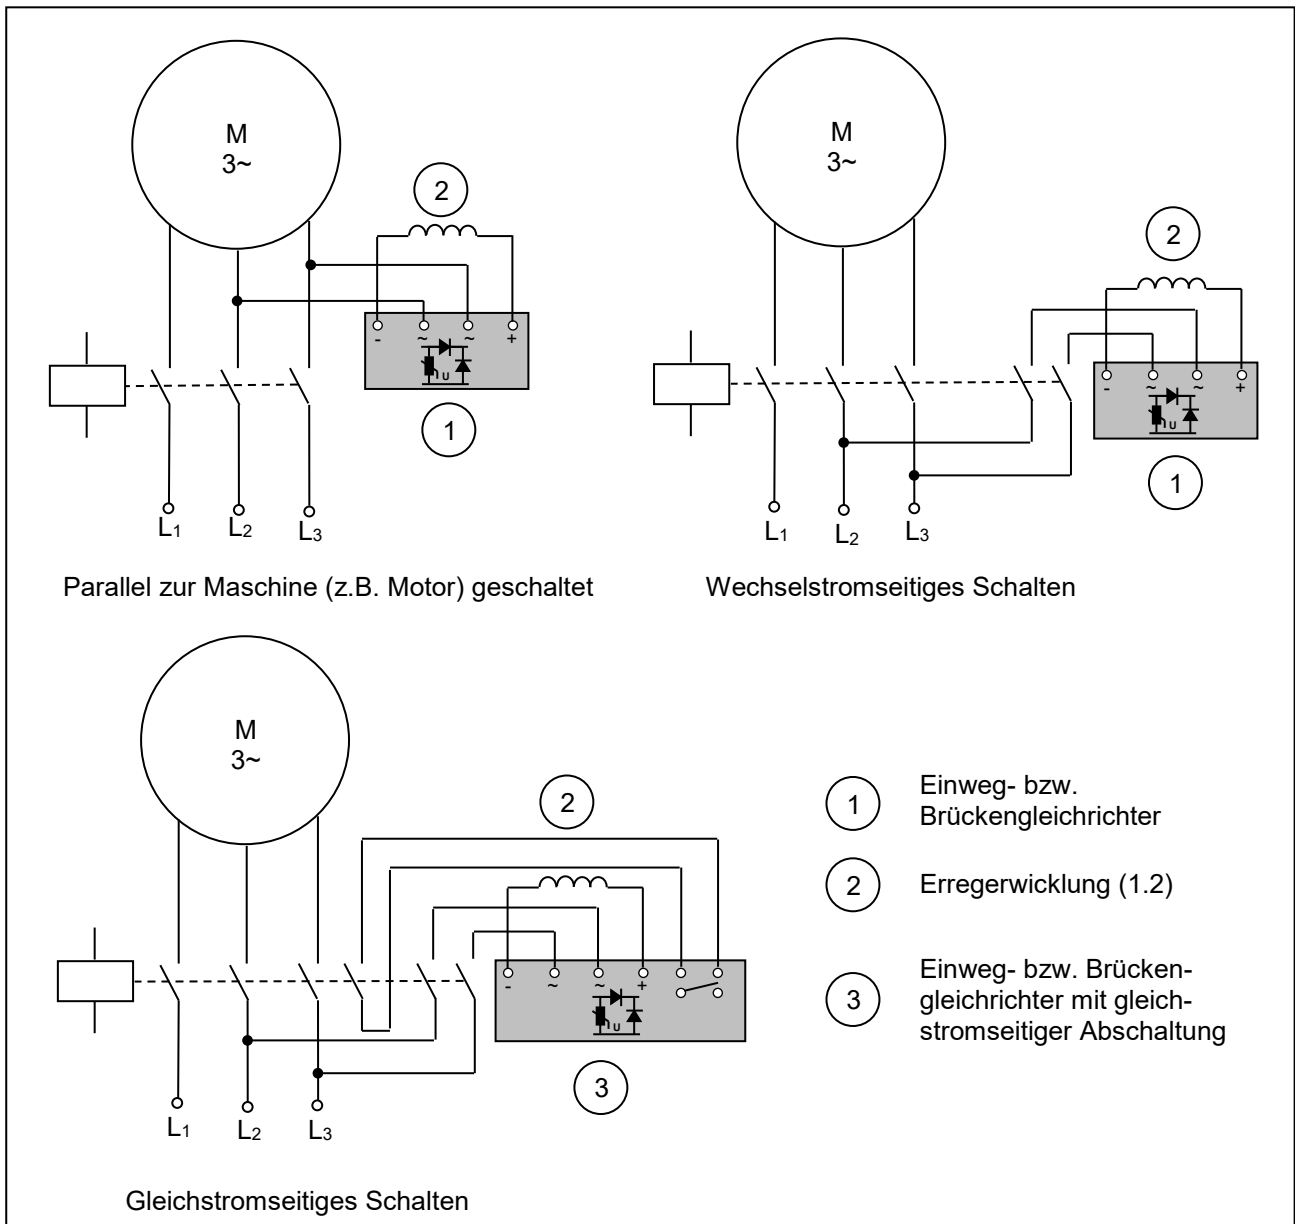 M
3~
2
-
~
~
+
U
1
L1
L2
L3
Parallel zur Maschine (z.B. Motor) geschaltet
M
3~
2
-
~
~
+
U
1
L1
L2
L3
Wechselstromseitiges Schalten
M
3~
2
-
~
~
+
U
3
L1
L2
L3
Gleichstromseitiges Schalten
1
Einweg- bzw.
Brückengleichrichter
2
Erregerwicklung (1.2)
3
Einweg- bzw. Brücken-
gleichrichter mit gleich-
stromseitiger Abschaltung